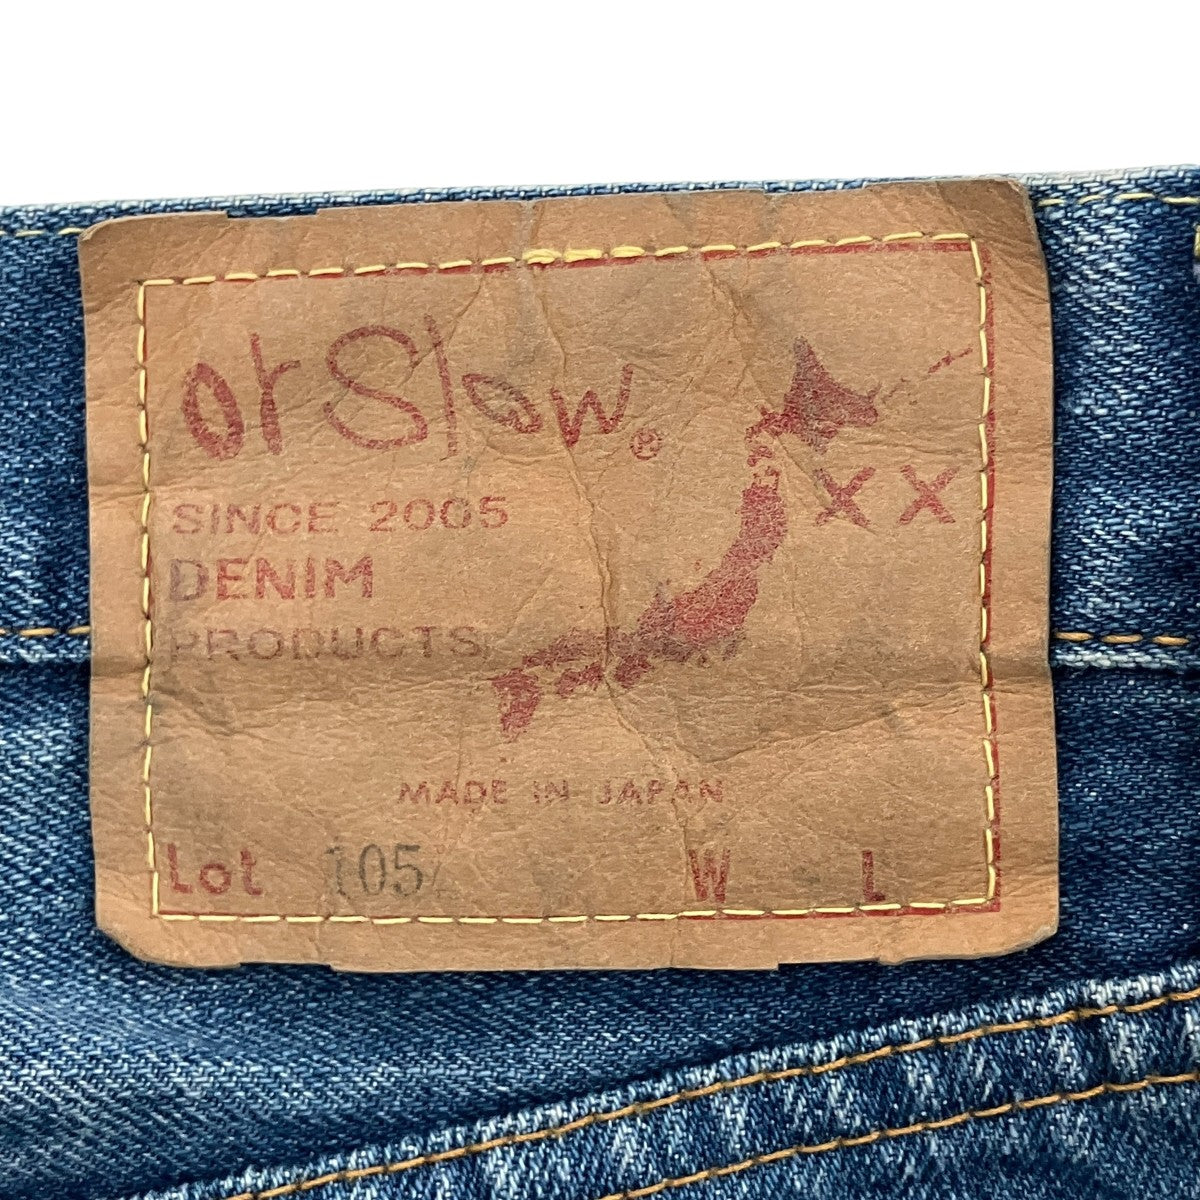 orSlow®
SINCE 2005
DENIM
PRODUCTS
XX
MADE IN JAPAN
Lot 105 W L